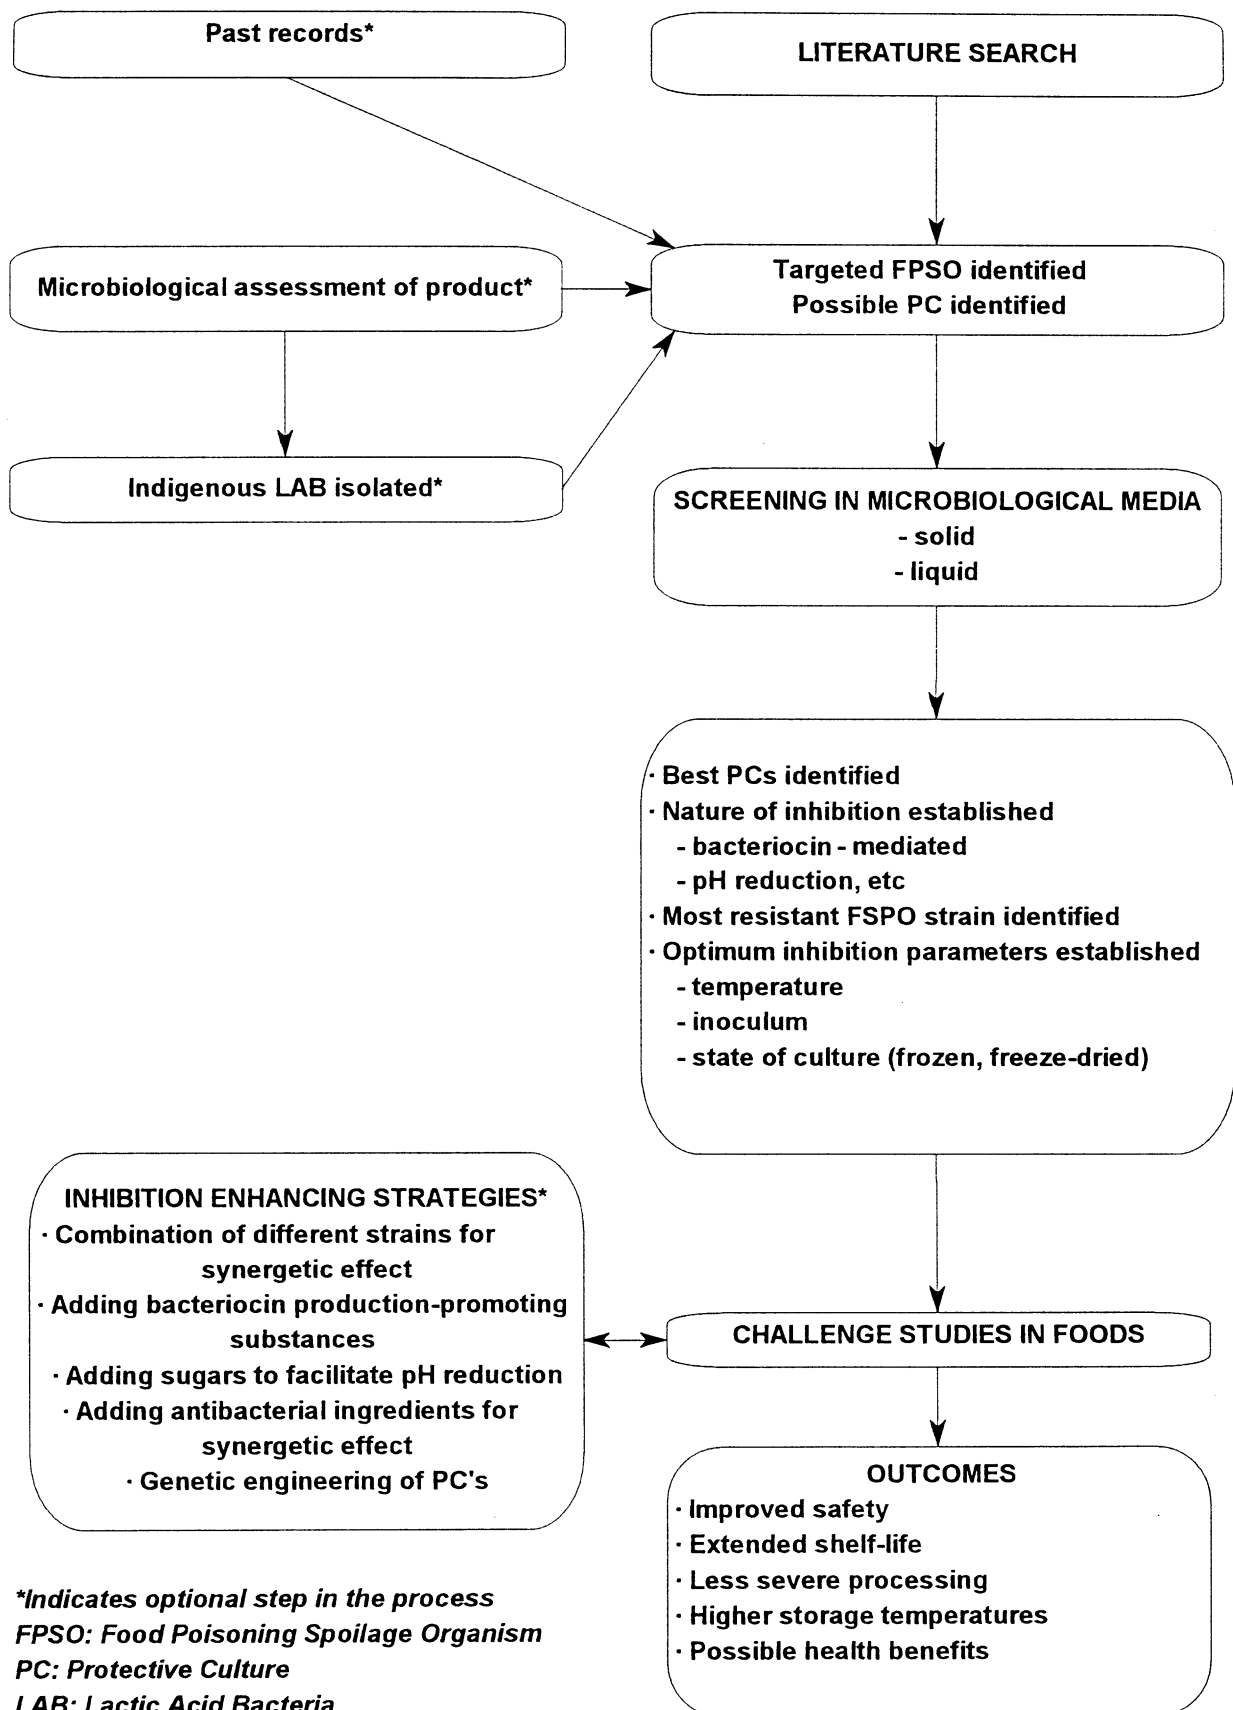 Past records*
LITERATURE SEARCH
Microbiological assessment of product*
Targeted FPSO identified
Possible PC identified
Indigenous LAB isolated*
SCREENING IN MICROBIOLOGICAL MEDIA
- solid
- liquid
· Best PCs identified
· Nature of inhibition established
- bacteriocin - mediated
- pH reduction, etc
· Most resistant FSPO strain identified
· Optimum inhibition parameters established
- temperature
- inoculum
- state of culture (frozen, freeze-dried)
INHIBITION ENHANCING STRATEGIES*
· Combination of different strains for
synergetic effect
· Adding bacteriocin production-promoting
substances
· Adding sugars to facilitate pH reduction
· Adding antibacterial ingredients for
synergetic effect
· Genetic engineering of PC's
CHALLENGE STUDIES IN FOODS
OUTCOMES
· Improved safety
· Extended shelf-life
· Less severe processing
· Higher storage temperatures
· Possible health benefits
*Indicates optional step in the process
FPSO: Food Poisoning Spoilage Organism
PC: Protective Culture
LAB: Lactic Acid Bacteria